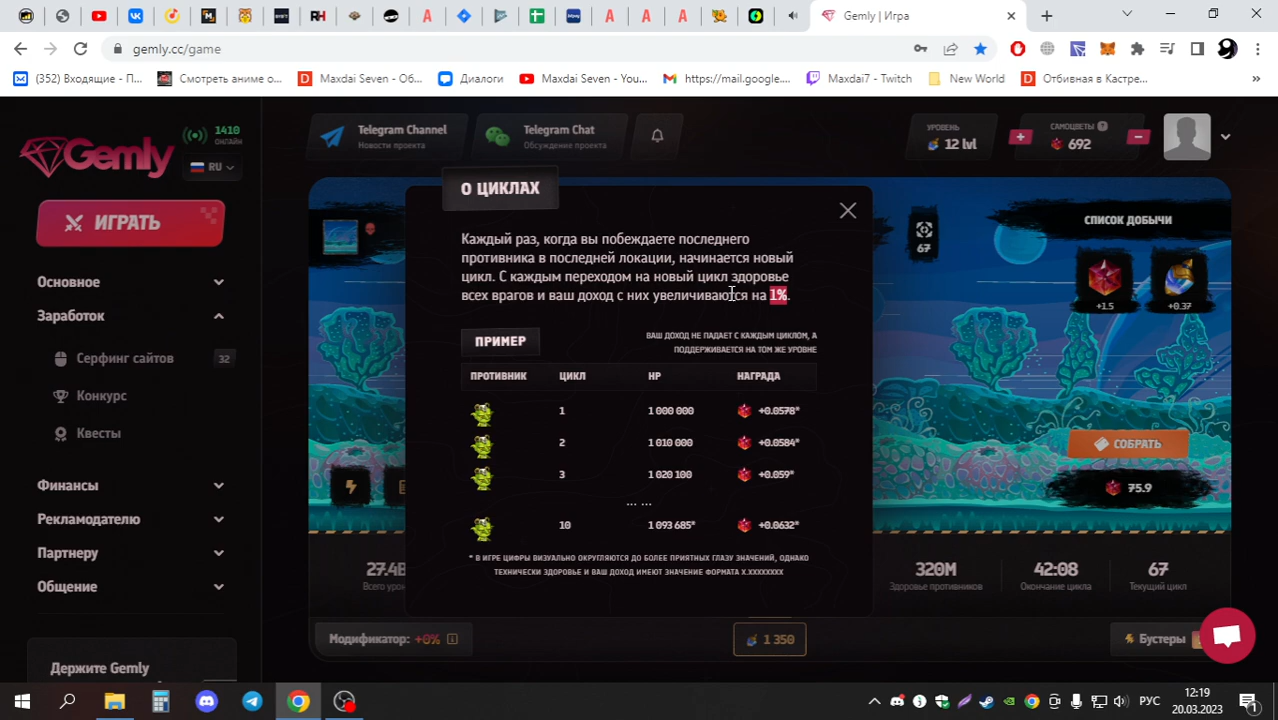 Gemly | Игра
gemly.cc/game
(352) Входящие - П...
Смотреть аниме о...
Maxdai Seven - Об...
Диалоги
Maxdai Seven - You...
https://mail.google....
Maxdai7 - Twitch
New World
Отбивная в Кастре...
»
Gemly
1410
ОНЛАЙН
RU
Telegram Channel
Новости проекта
Telegram Chat
Обсуждение проекта
УРОВЕНЬ
12 lvl
САМОЦВЕТЫ
692
ИГРАТЬ
Основное
Заработок
Серфинг сайтов 32
Конкурс
Квесты
Финансы
Рекламодателю
Партнеру
Общение
Держите Gemly
О ЦИКЛАХ
Каждый раз, когда вы побеждаете последнего
противника в последней локации, начинается новый
цикл. С каждым переходом на новый цикл здоровье
всех врагов и ваш доход с них увеличиваются на 1%.
ПРИМЕР
ВАШ ДОХОД НЕ ПАДАЕТ С КАЖДЫМ ЦИКЛОМ, А
ПОДДЕРЖИВАЕТСЯ НА ТОМ ЖЕ УРОВНЕ
ПРОТИВНИК ЦИКЛ HP НАГРАДА
1 1 000 000 +0.0578*
2 1 010 000 +0.0584*
3 1 020 100 +0.059*
... ...
10 1 093 685* +0.0632*
* В ИГРЕ ЦИФРЫ ВИЗУАЛЬНО ОКРУГЛЯЮТСЯ ДО БОЛЕЕ ПРИЯТНЫХ ГЛАЗУ ЗНАЧЕНИЙ, ОДНАКО
ТЕХНИЧЕСКИ ЗДОРОВЬЕ И ВАШ ДОХОД ИМЕЮТ ЗНАЧЕНИЕ ФОРМАТА X.XXXXXXXX
67
СПИСОК ДОБЫЧИ
+1.5
+0.37
СОБРАТЬ
75.9
27.4B
Всего уро
320M
Здоровье противников
42:08
Окончание цикла
67
Текущий цикл
Модификатор: +0%
1 350
Бустеры
12:19
РУС
20.03.2023
1